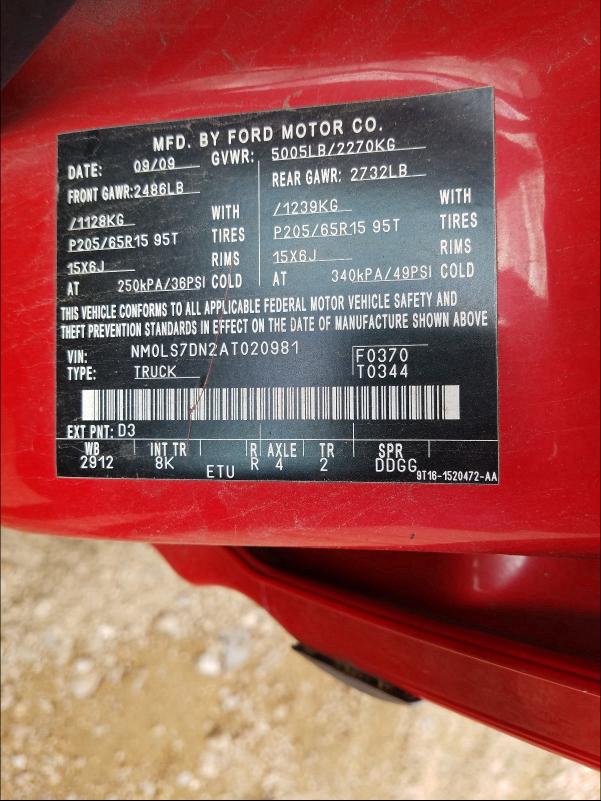 MFD. BY FORD MOTOR CO.
DATE: 09/09 GVWR: 5005LB/2270KG
FRONT GAWR: 2486LB REAR GAWR: 2732LB
/1128KG WITH /1239KG WITH
P205/65R15 95T TIRES P205/65R15 95T TIRES
15X6J RIMS 15X6J RIMS
AT 250kPA/36PSI COLD AT 340kPA/49PSI COLD
THIS VEHICLE CONFORMS TO ALL APPLICABLE FEDERAL MOTOR VEHICLE SAFETY AND
THEFT PREVENTION STANDARDS IN EFFECT ON THE DATE OF MANUFACTURE SHOWN ABOVE
VIN: NM0LS7DN2AT020981 F0370
TYPE: TRUCK T0344
EXT PNT: D3
WB INT TR R AXLE TR SPR
2912 8K ETU R 4 2 DDGG
9T16-1520472-AA